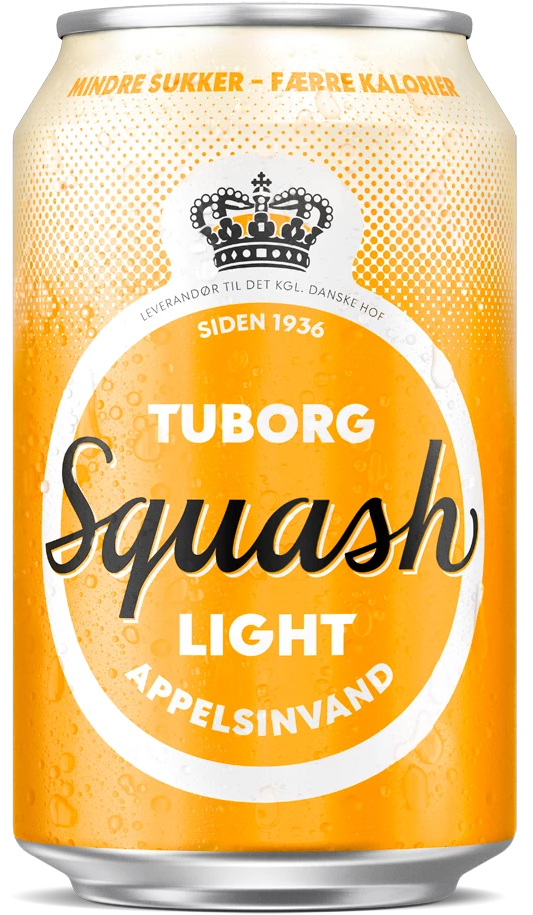 MINDRE SUKKER – FÆRRE KALORIER
LEVERANDØR TIL DET KGL. DANSKE HOF
SIDEN 1936
TUBORG
Squash
LIGHT
APPELSINVAND